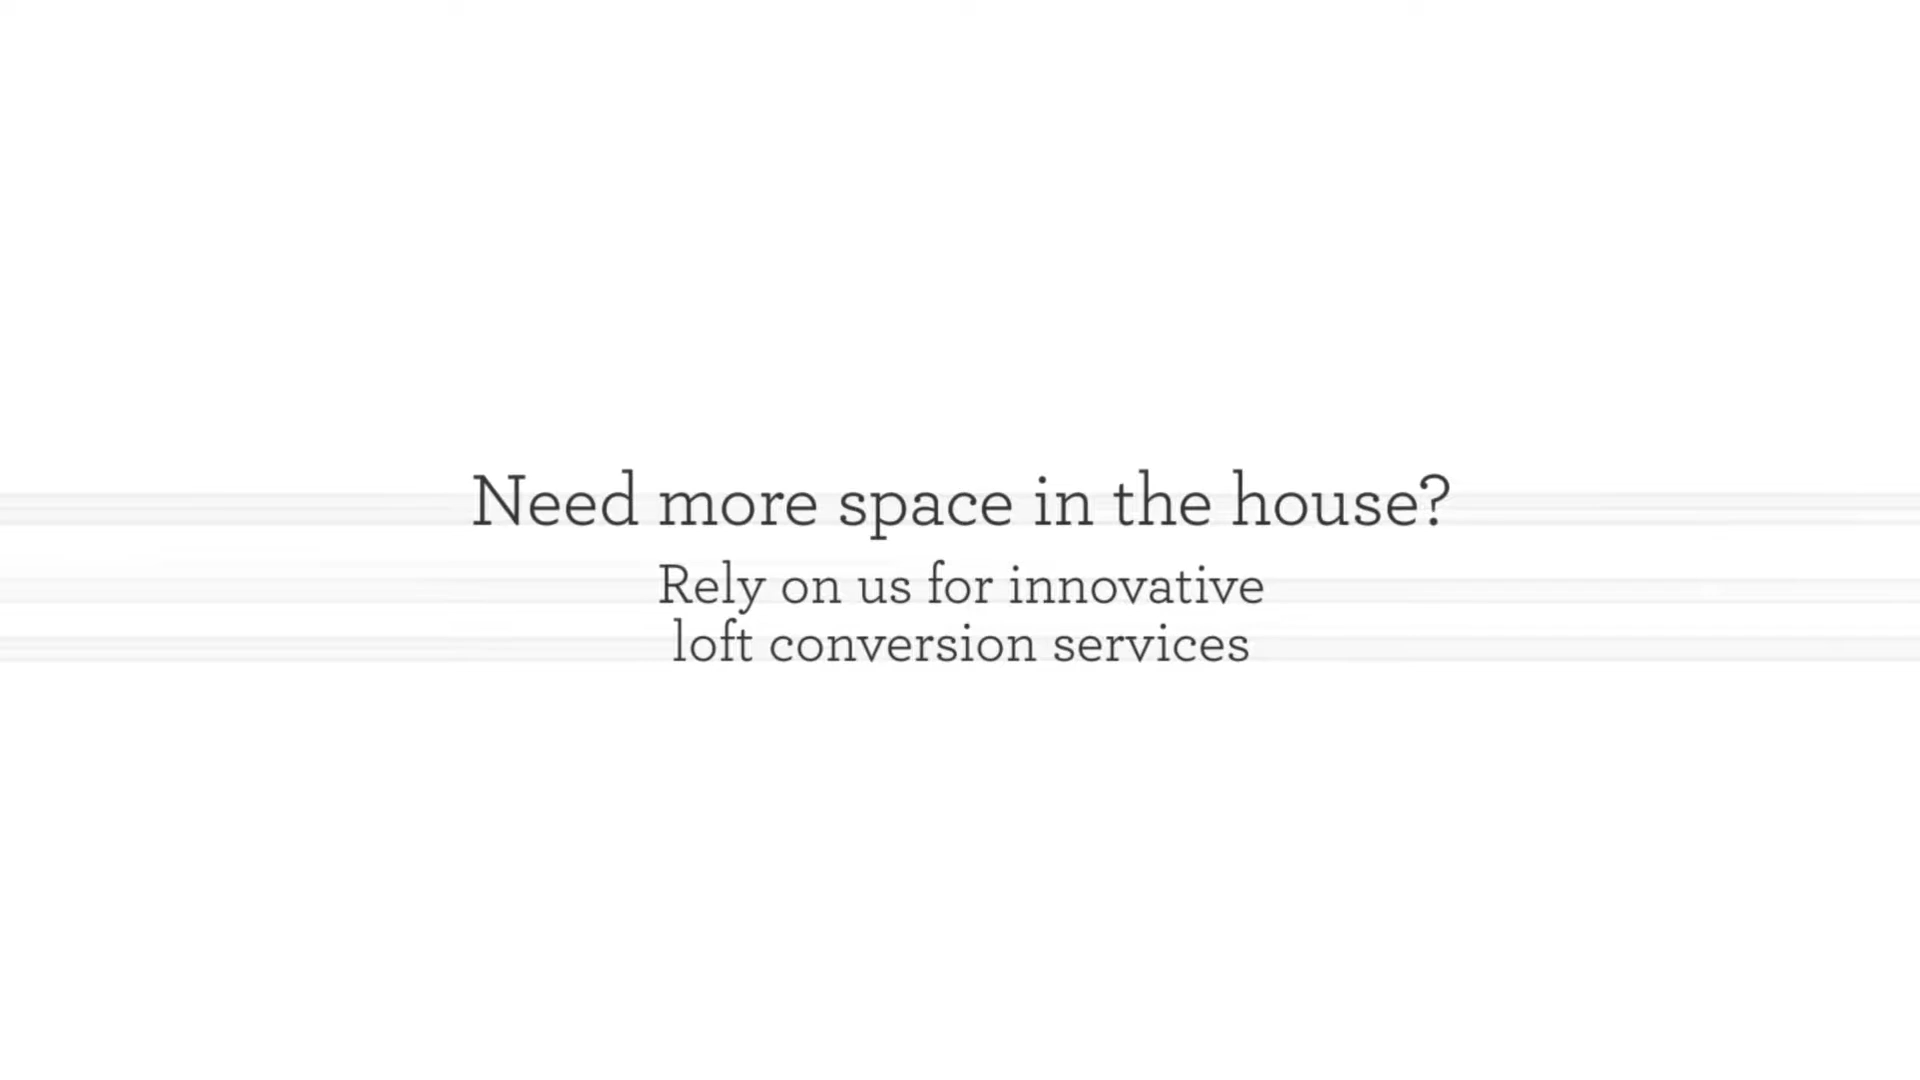 Need more space in the house?
Rely on us for innovative
loft conversion services